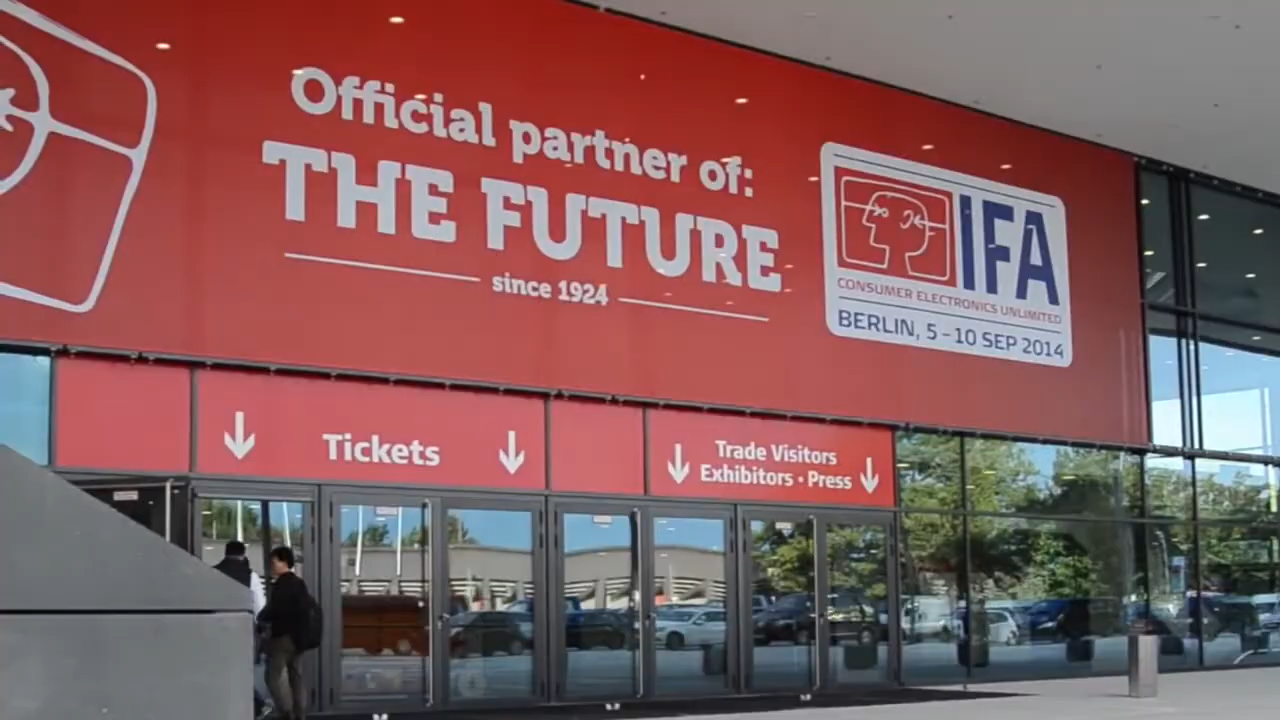 Official partner of:
THE FUTURE
since 1924
IFA
CONSUMER ELECTRONICS UNLIMITED
BERLIN, 5 – 10 SEP 2014
Tickets
Trade Visitors
Exhibitors • Press